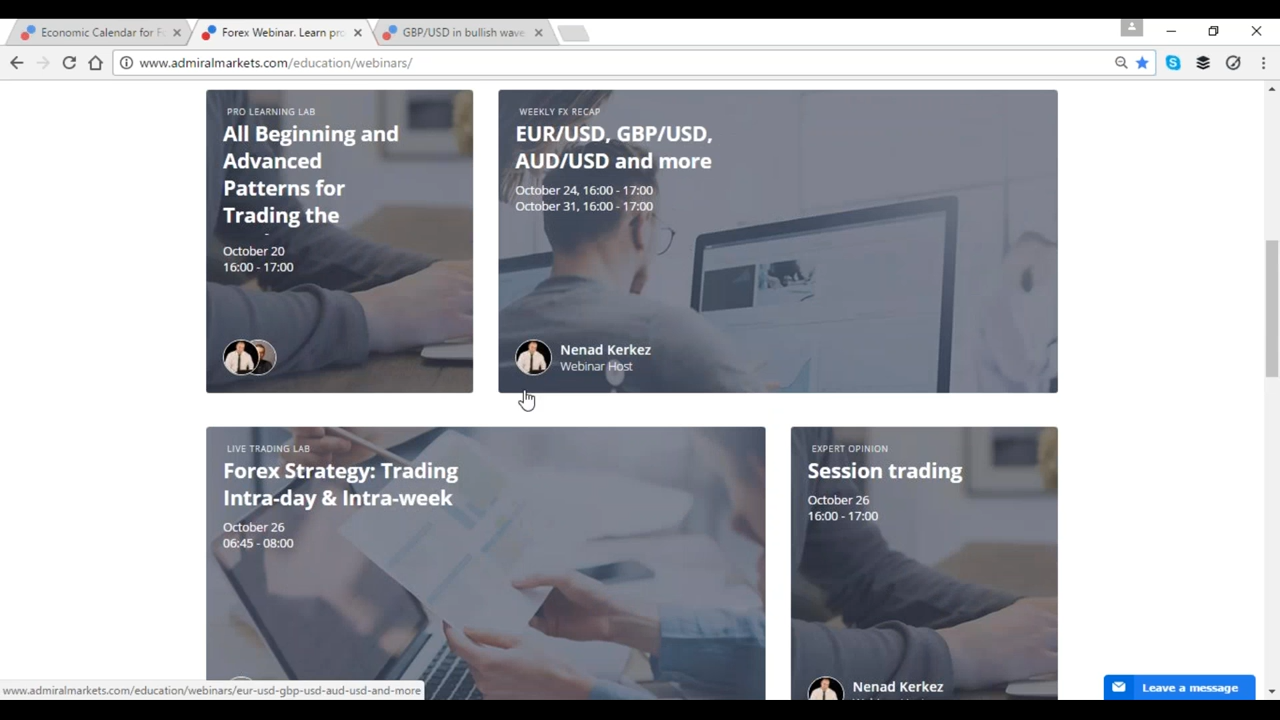 Economic Calendar for F
Forex Webinar. Learn pro
GBP/USD in bullish wave
www.admiralmarkets.com/education/webinars/
PRO LEARNING LAB
All Beginning and
Advanced
Patterns for
Trading the
October 20
16:00 - 17:00
WEEKLY FX RECAP
EUR/USD, GBP/USD,
AUD/USD and more
October 24, 16:00 - 17:00
October 31, 16:00 - 17:00
Nenad Kerkez
Webinar Host
LIVE TRADING LAB
Forex Strategy: Trading
Intra-day & Intra-week
October 26
06:45 - 08:00
EXPERT OPINION
Session trading
October 26
16:00 - 17:00
Nenad Kerkez
www.admiralmarkets.com/education/webinars/eur-usd-gbp-usd-aud-usd-and-more
Leave a message